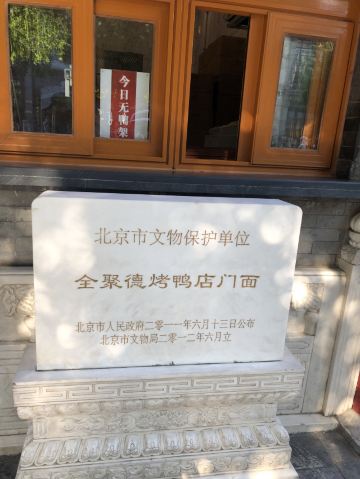 今日无鸭架
北京市文物保护单位
全聚德烤鸭店门面
北京市人民政府二〇一一年六月十三日公布
北京市文物局二〇一二年六月立